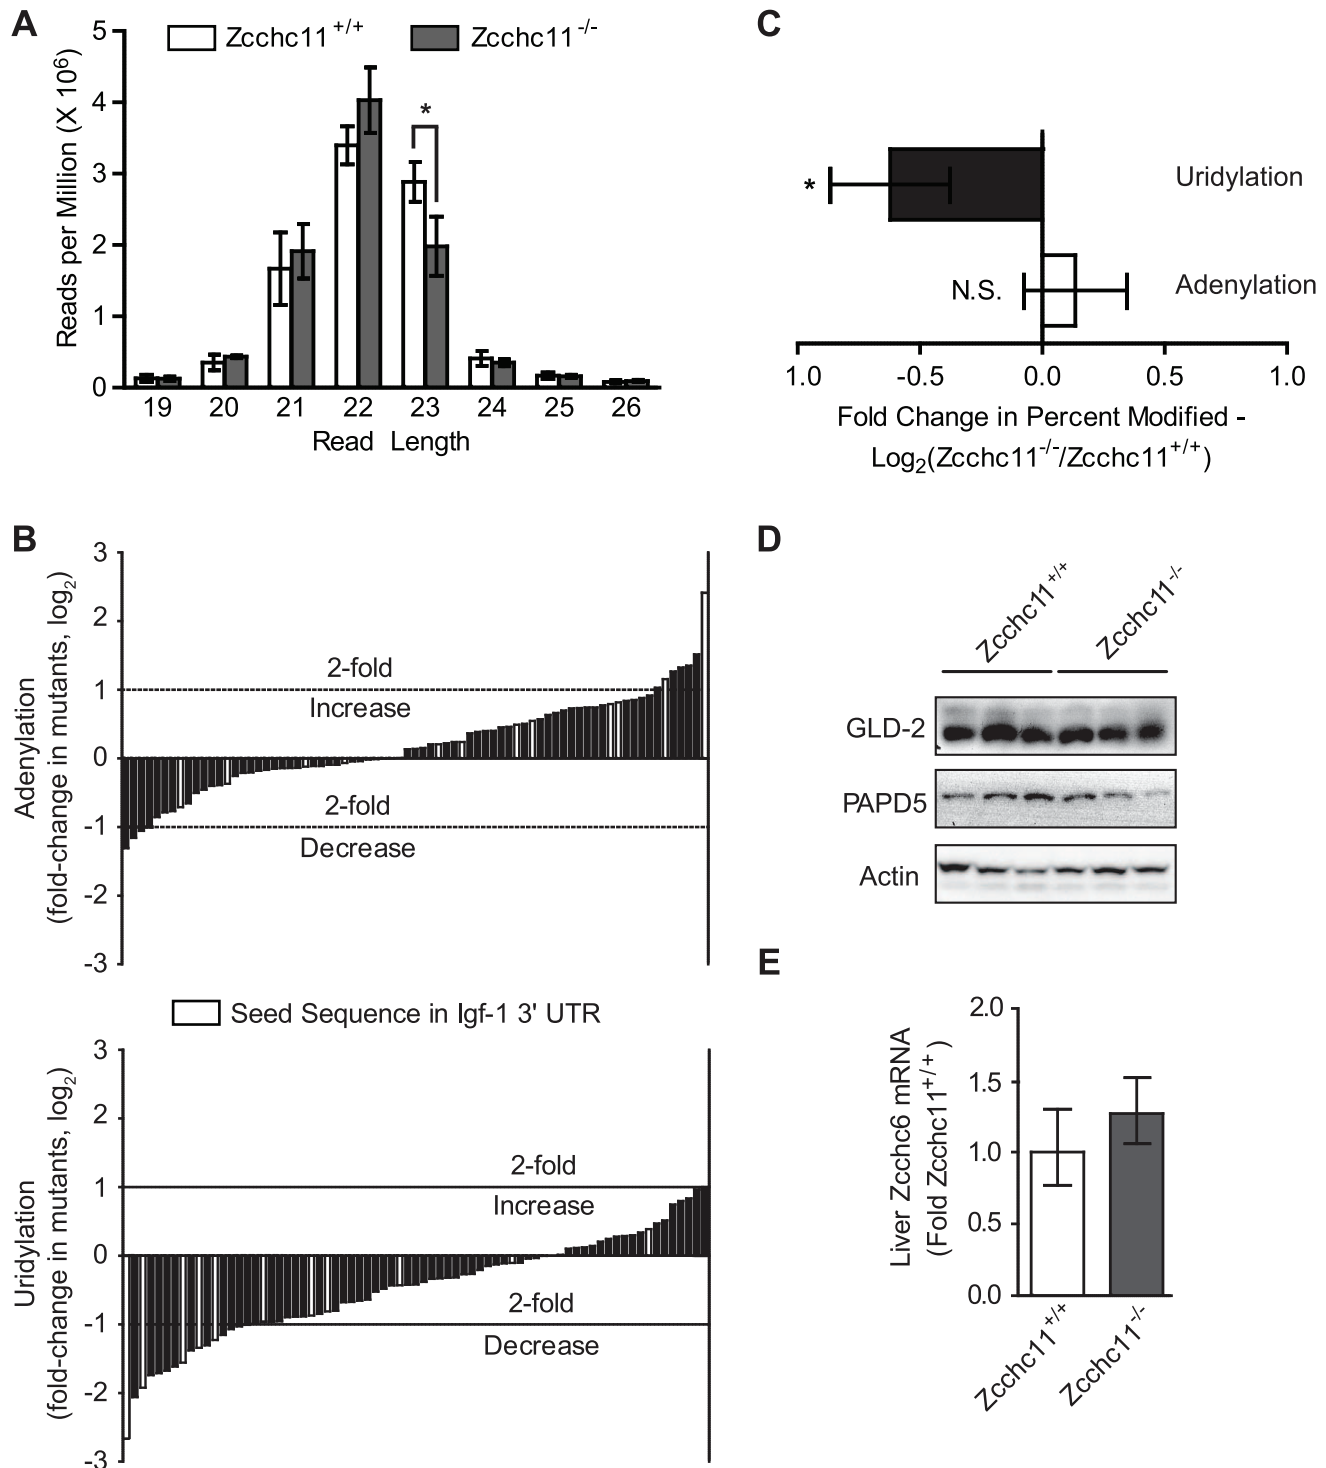 A
Zcchc11+/+
Zcchc11-/-
Reads per Million (X 10⁶)
5
4
3
2
1
0
*
19 20 21 22 23 24 25 26
Read Length
C
*
Uridylation
N.S.
Adenylation
1.0 -0.5 0.0 0.5 1.0
Fold Change in Percent Modified -
Log₂(Zcchc11-/-/Zcchc11+/+)
B
Adenylation
(fold-change in mutants, log₂)
3
2
1
0
-1
-2
-3
2-fold
Increase
2-fold
Decrease
Seed Sequence in Igf-1 3' UTR
Uridylation
(fold-change in mutants, log₂)
3
2
1
0
-1
-2
-3
2-fold
Increase
2-fold
Decrease
D
Zcchc11+/+
Zcchc11-/-
GLD-2
PAPD5
Actin
E
Liver Zcchc6 mRNA
(Fold Zcchc11+/+)
2.0
1.5
1.0
0.5
0.0
Zcchc11+/+
Zcchc11-/-